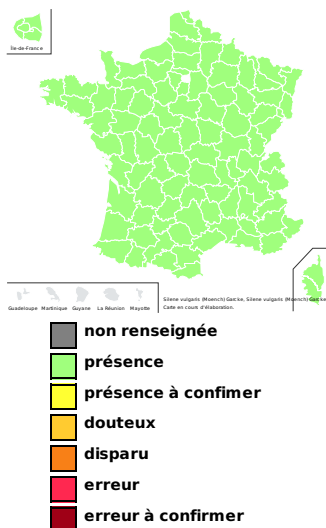 Île-de-France
Guadeloupe Martinique Guyane La Réunion Mayotte
Silene vulgaris (Moench) Garcke, Silene vulgaris (Moench) Garcke
Carte en cours d'élaboration.
non renseignée
présence
présence à confimer
douteux
disparu
erreur
erreur à confirmer